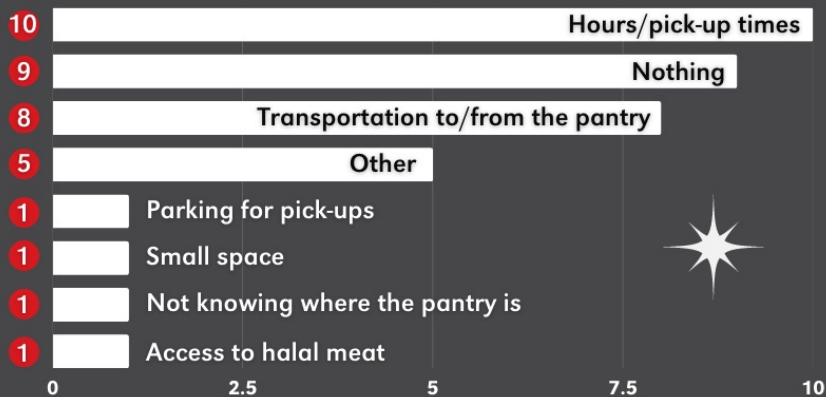 10 Hours/pick-up times
9 Nothing
8 Transportation to/from the pantry
5 Other
1 Parking for pick-ups
1 Small space
1 Not knowing where the pantry is
1 Access to halal meat
0 2.5 5 7.5 10